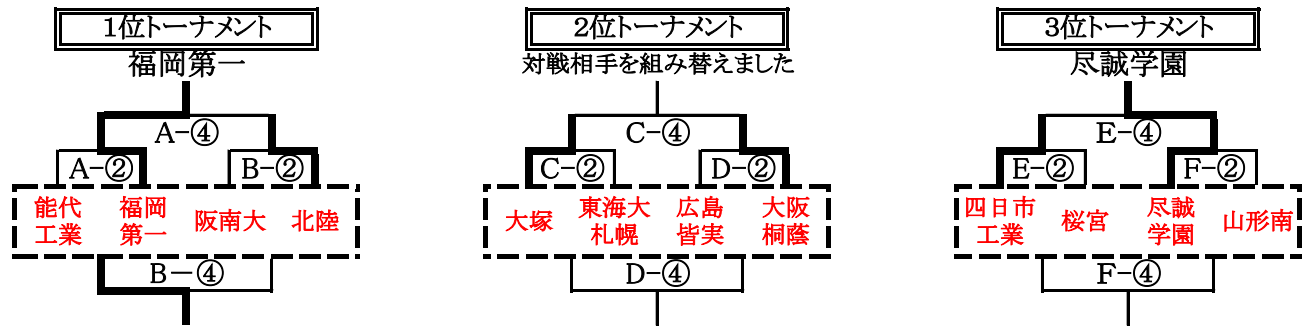 1位トーナメント
福岡第一
A-④
A-②
B-②
能代
工業
福岡
第一
阪南大
北陸
B－④
2位トーナメント
対戦相手を組み替えました
C-④
C-②
D-②
大塚
東海大
札幌
広島
皆実
大阪
桐蔭
D-④
3位トーナメント
尽誠学園
E-④
E-②
F-②
四日市
工業
桜宮
尽誠
学園
山形南
F-④